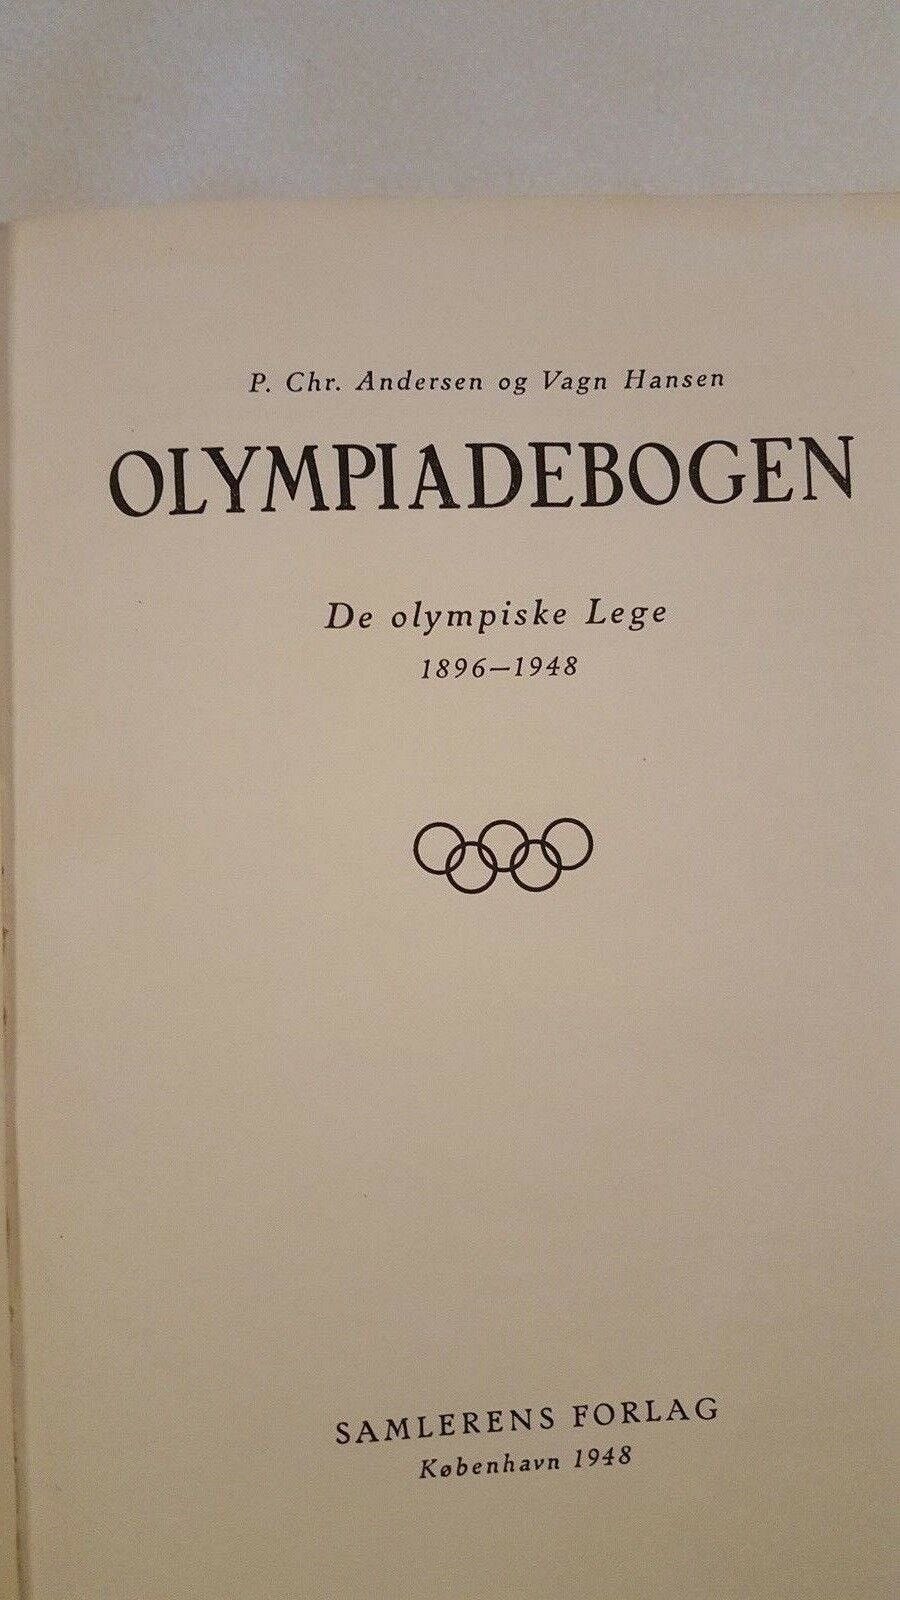 P. Chr. Andersen og Vagn Hansen
OLYMPIADEBOGEN
De olympiske Lege
1896—1948
SAMLERENS FORLAG
København 1948